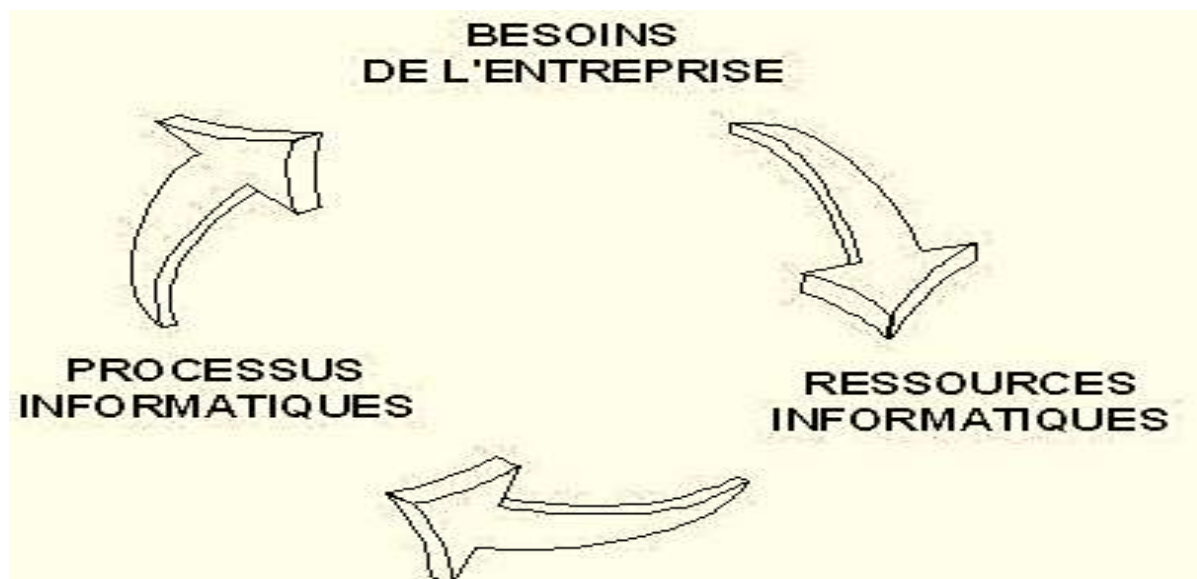 BESOINS
DE L'ENTREPRISE
PROCESSUS
INFORMATIQUES
RESSOURCES
INFORMATIQUES